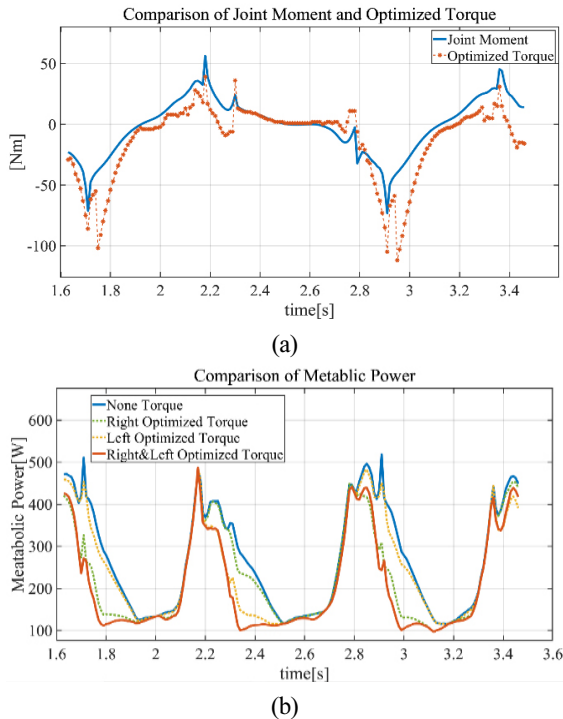 Comparison of Joint Moment and Optimized Torque
Joint Moment
Optimized Torque
[Nm]
50
0
-50
-100
1.6 1.8 2 2.2 2.4 2.6 2.8 3 3.2 3.4
time[s]
(a)
Comparison of Metablic Power
None Torque
Right Optimized Torque
Left Optimized Torque
Right&Left Optimized Torque
Meatabolic Power[W]
600
500
400
300
200
100
1.6 1.8 2 2.2 2.4 2.6 2.8 3 3.2 3.4 3.6
time[s]
(b)